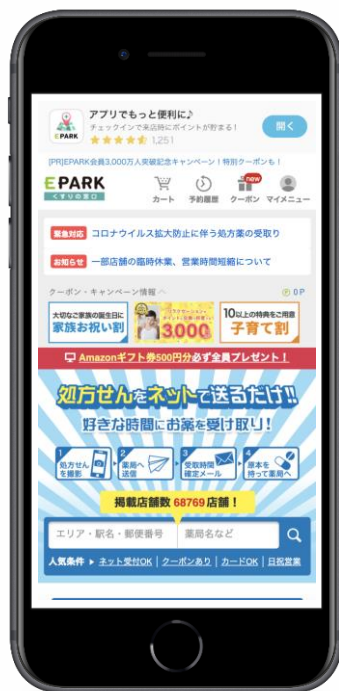 アプリでもっと便利に♪
チェックインで来店時にポイントが貯まる！
1,251
開く
EPARK
[PR]EPARK会員3,000万人突破記念キャンペーン！特別クーポンも！
EPARK
くすりの窓口
カート
予約履歴
new
クーポン
マイメニュー
緊急対応 コロナウイルス拡大防止に伴う処方薬の受取り
お知らせ 一部店舗の臨時休業、営業時間短縮について
クーポン・キャンペーン情報
P 0P
大切なご家族の誕生日に
家族お祝い割
3,000
10以上の特典をご用意
子育て割
Amazonギフト券500円分必ず全員プレゼント！
処方せんをネットで送るだけ!!
好きな時間にお薬を受け取り！
1 処方せんを撮影
2 薬局へ送信
3 受取時間確定メール
4 原本を持って薬局へ
掲載店舗数 68769店舗！
エリア・駅名・郵便番号
薬局名など
人気条件 ▶ ネット受付OK | クーポンあり | カードOK | 日祝営業